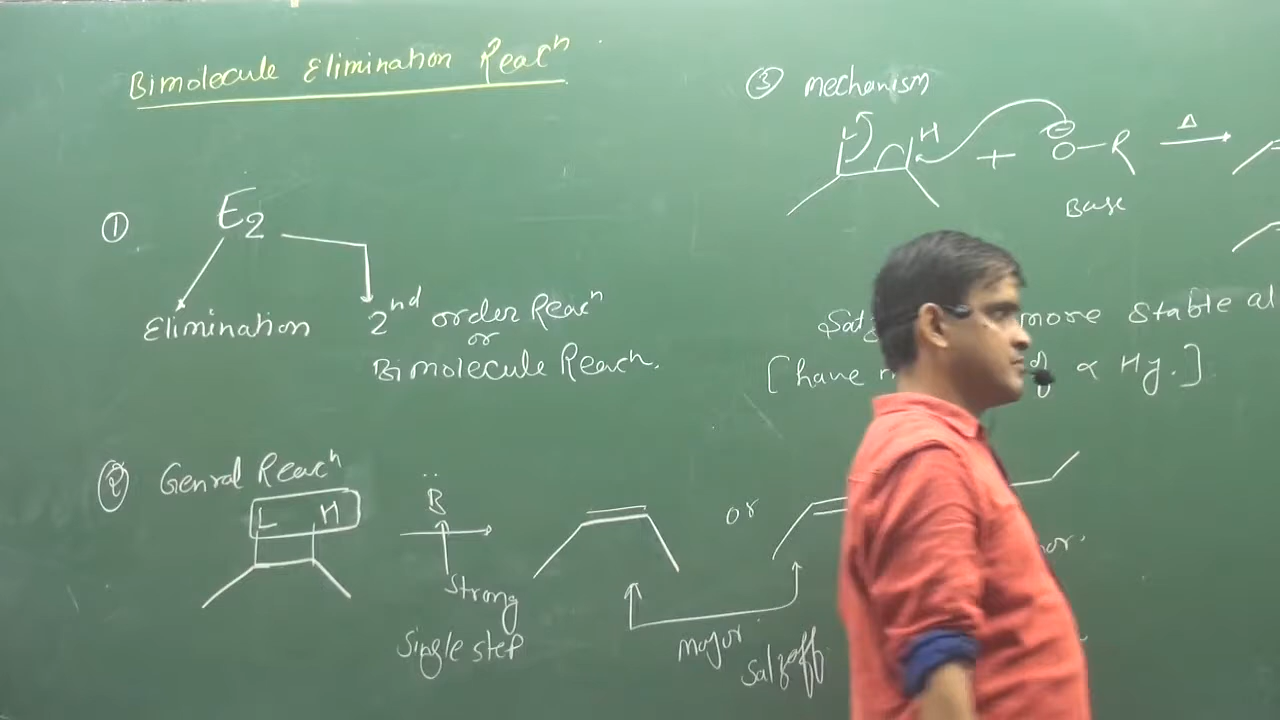 Bimolecule Elimination Reacⁿ
① E₂
Elimination
2ⁿᵈ order Reacⁿ
or
Bimolecule Reacⁿ.
② Genral Reacⁿ
L H
B̈
Strong
Single step
or
major
Satzeff
③ mechanism
L H + ⊖O–R Δ
Base
more Stable al
[have ∝ Hy.]